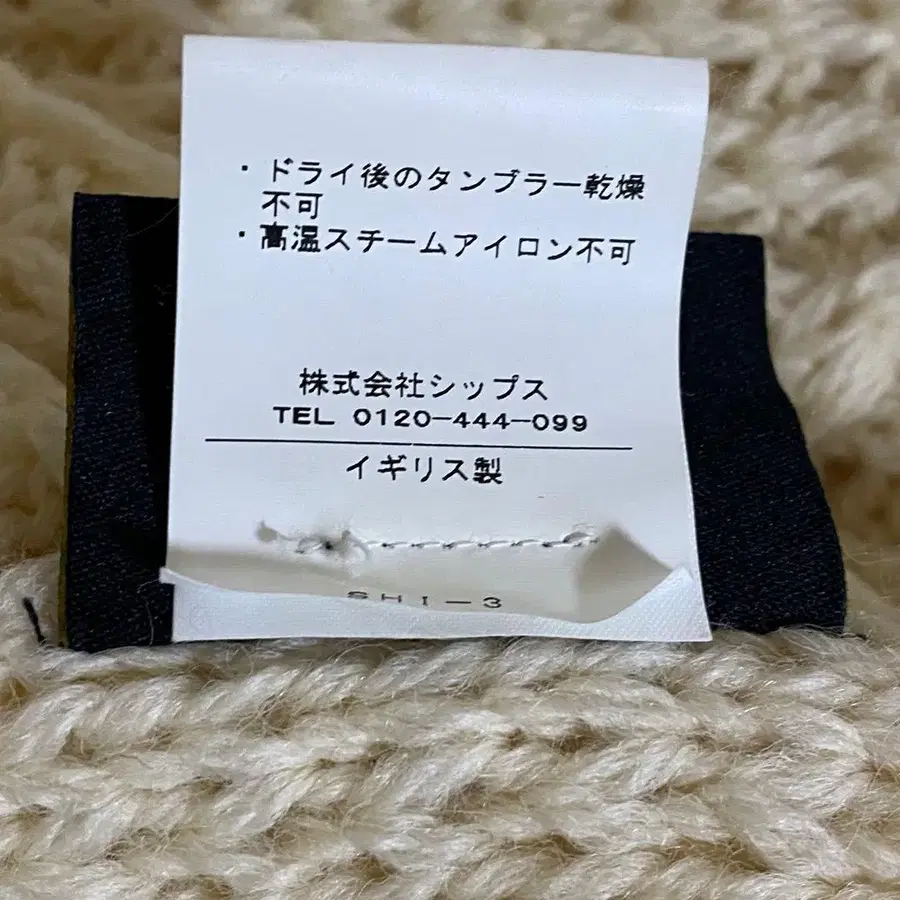 ・ドライ後のタンブラー乾燥
不可
・高温スチームアイロン不可
株式会社シップス
TEL 0120-444-099
イギリス製
SHI-3